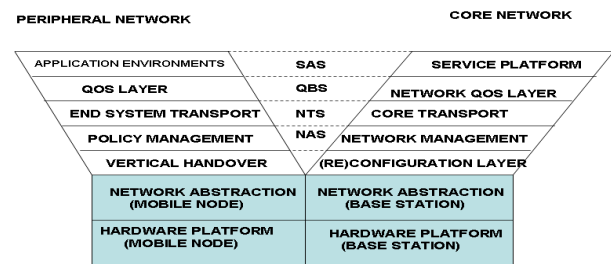 PERIPHERAL NETWORK
CORE NETWORK
APPLICATION ENVIRONMENTS SAS SERVICE PLATFORM
QOS LAYER QBS NETWORK QOS LAYER
END SYSTEM TRANSPORT NTS CORE TRANSPORT
POLICY MANAGEMENT NAS NETWORK MANAGEMENT
VERTICAL HANDOVER (RE)CONFIGURATION LAYER
NETWORK ABSTRACTION
(MOBILE NODE)
NETWORK ABSTRACTION
(BASE STATION)
HARDWARE PLATFORM
(MOBILE NODE)
HARDWARE PLATFORM
(BASE STATION)